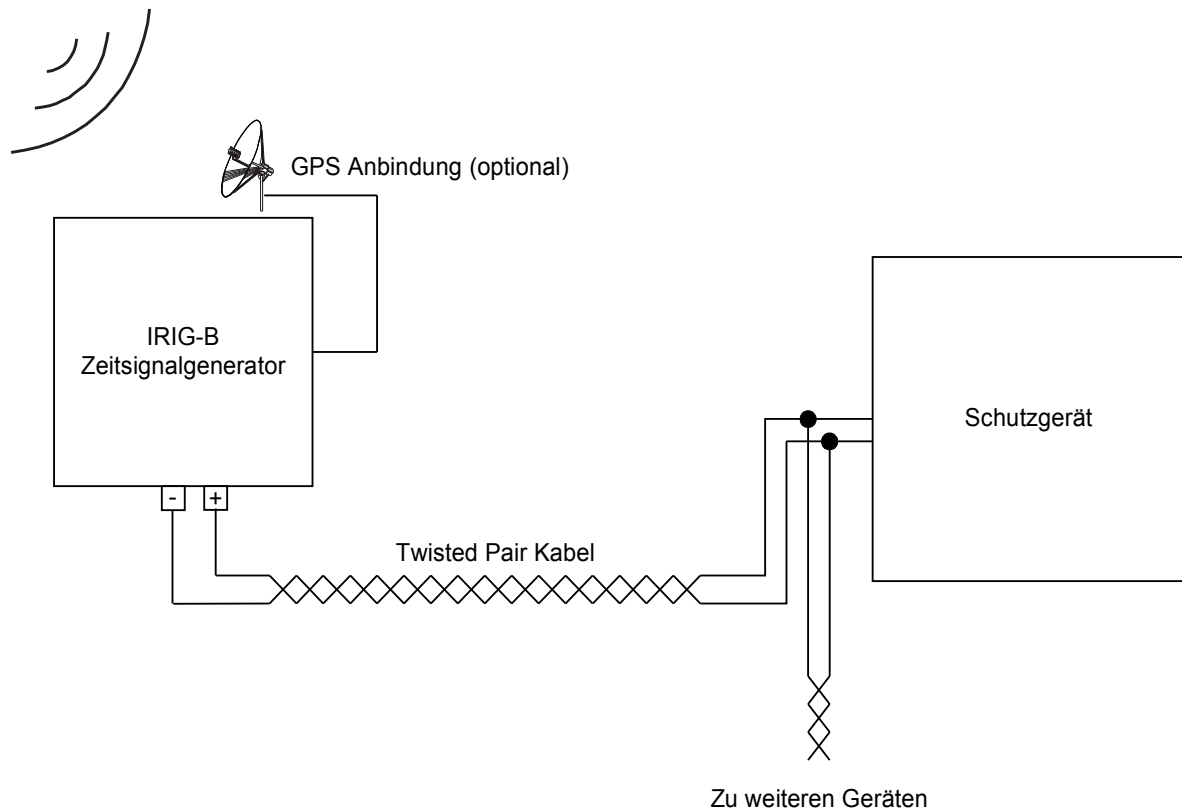 GPS Anbindung (optional)
IRIG-B
Zeitsignalgenerator
Schutzgerät
- +
Twisted Pair Kabel
Zu weiteren Geräten